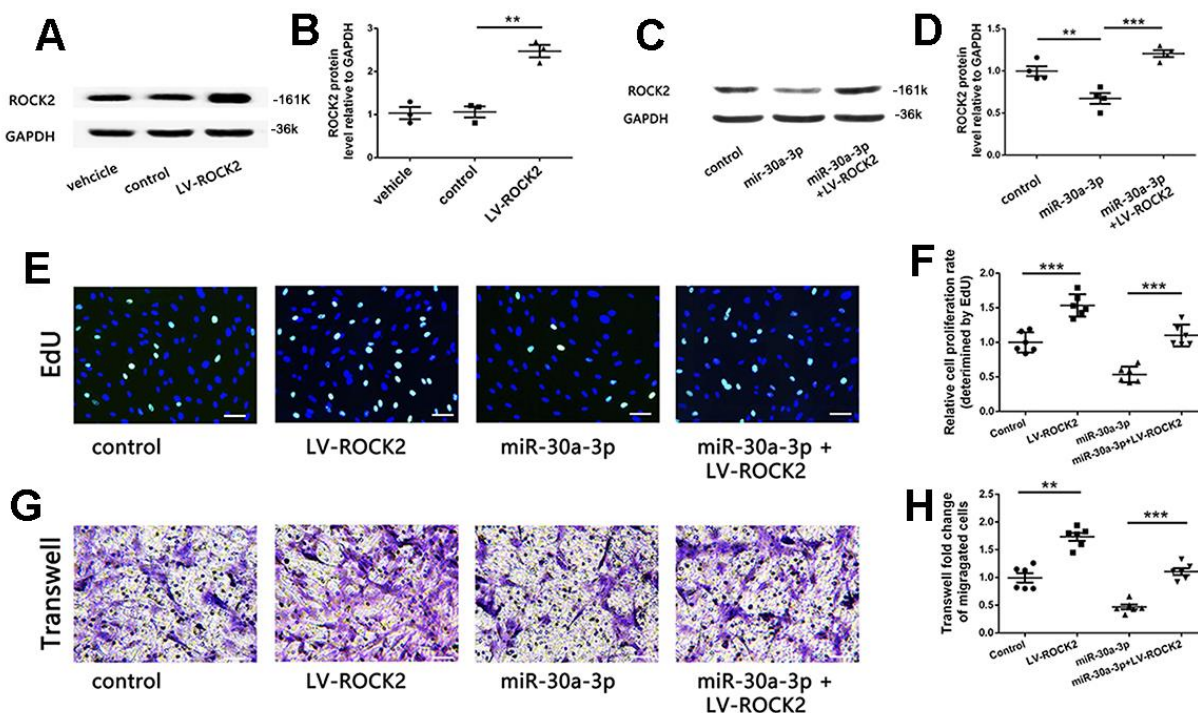 A
ROCK2
-161K
GAPDH
-36k
vehcicle
control
LV-ROCK2
B
**
ROCK2 protein
level relative to GAPDH
3
2
1
0
vehicle
control
LV-ROCK2
C
ROCK2
-161k
GAPDH
-36k
control
mir-30a-3p
miR-30a-3p
+LV-ROCK2
D
**
***
ROCK2 protein
level relative to GAPDH
1.5
1.0
0.5
0.0
control
miR-30a-3p
miR-30a-3p
+LV-ROCK2
E
EdU
control
LV-ROCK2
miR-30a-3p
miR-30a-3p +
LV-ROCK2
F
***
***
Relative cell proliferation rate
(deterimined by EdU)
2.0
1.5
1.0
0.5
0.0
Control
LV-ROCK2
miR-30a-3p
miR-30a-3p+LV-ROCK2
G
Transwell
control
LV-ROCK2
miR-30a-3p
miR-30a-3p +
LV-ROCK2
H
**
***
Transwell fold change
of migragated cells
2.5
2.0
1.5
1.0
0.5
0.0
Control
LV-ROCK2
miR-30a-3p
miR-30a-3p+LV-ROCK2